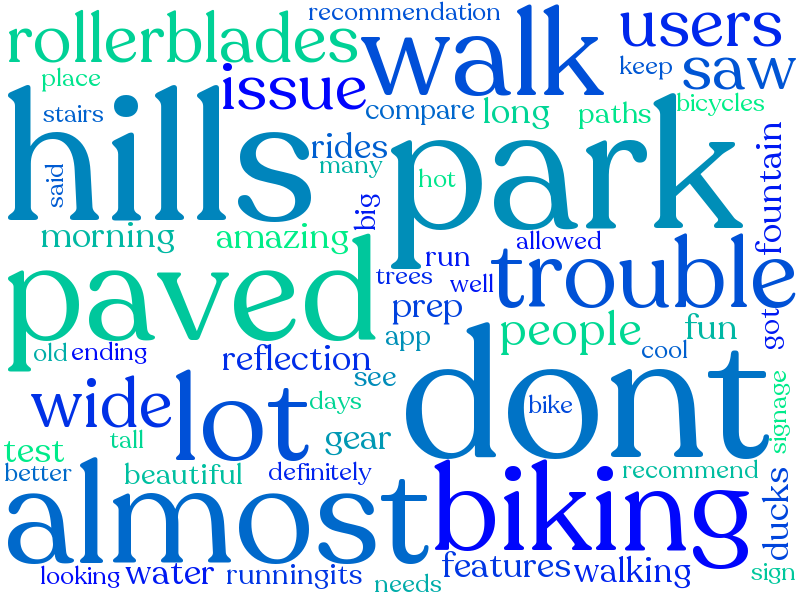 recommendation
rollerblades
walk
users
place
issue
keep
saw
stairs
compare
long
paths
bicycles
hills
park
said
rides
many
hot
big
fountain
morning
amazing
allowed
run
trees
well
trouble
paved
prep
got
old
ending
app
people
fun
reflection
cool
see
dont
bike
wide
lot
days
signage
test
tall
gear
better
beautiful
definitely
recommend
almost
biking
ducks
looking
water
runningits
features
walking
sign
needs